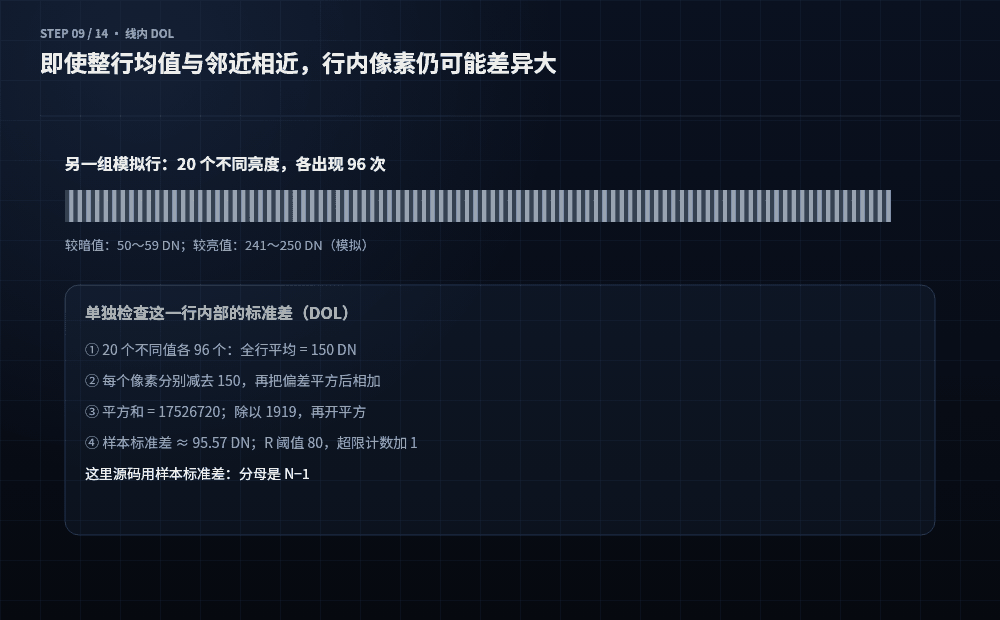 STEP 09 / 14 · 线内 DOL
即使整行均值与邻近相近，行内像素仍可能差异大
另一组模拟行：20 个不同亮度，各出现 96 次
较暗值：50～59 DN；较亮值：241～250 DN（模拟）
单独检查这一行内部的标准差（DOL）
① 20 个不同值各 96 个：全行平均 = 150 DN
② 每个像素分别减去 150，再把偏差平方后相加
③ 平方和 = 17526720；除以 1919，再开平方
④ 样本标准差 ≈ 95.57 DN；R 阈值 80，超限计数加 1
这里源码用样本标准差：分母是 N−1